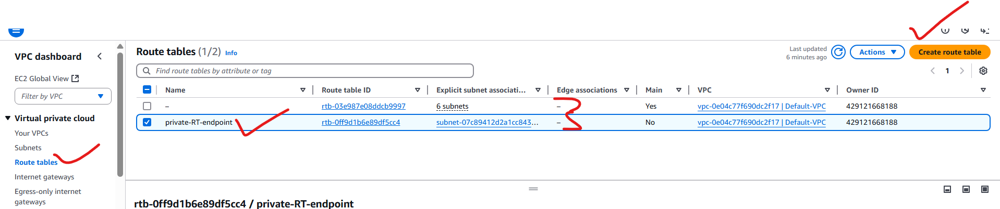 VPC dashboard
EC2 Global View
Filter by VPC
Virtual private cloud
Your VPCs
Subnets
Route tables
Internet gateways
Egress-only internet
gateways
Route tables (1/2) Info
Last updated
6 minutes ago
Actions
Create route table
Find route tables by attribute or tag
1
Name Route table ID Explicit subnet associati... Edge associations Main VPC Owner ID
– rtb-03e987e08ddcb9997 6 subnets – Yes vpc-0e04c77f690dc2f17 | Default-VPC 429121668188
private-RT-endpoint rtb-0ff9d1b6e89df5cc4 subnet-07c89412d2a1cc843... – No vpc-0e04c77f690dc2f17 | Default-VPC 429121668188
rtb-0ff9d1b6e89df5cc4 / private-RT-endpoint